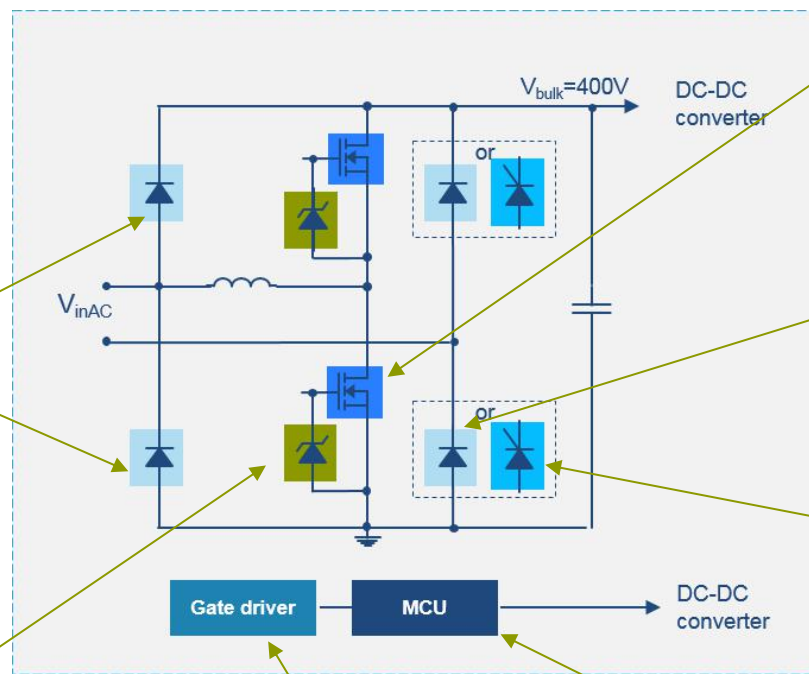 Vbulk=400V
DC-DC
converter
or
VinAC
or
Gate driver
MCU
DC-DC
converter